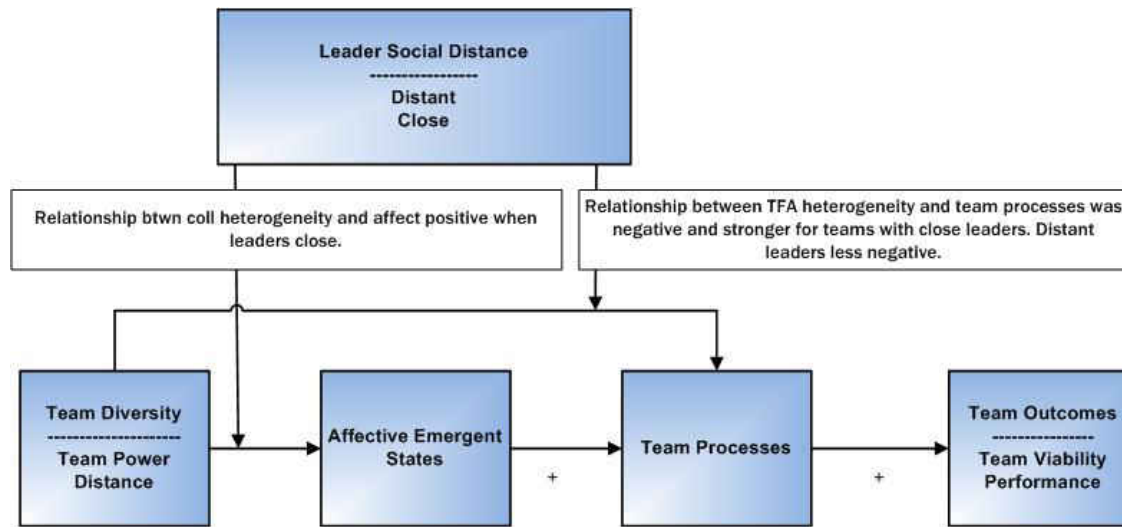 Leader Social Distance
------------------
Distant
Close
Relationship btwn coll heterogeneity and affect positive when
leaders close.
Relationship between TFA heterogeneity and team processes was
negative and stronger for teams with close leaders. Distant
leaders less negative.
Team Diversity
----------------------
Team Power
Distance
Affective Emergent
States
+
Team Processes
+
Team Outcomes
-----------------
Team Viability
Performance